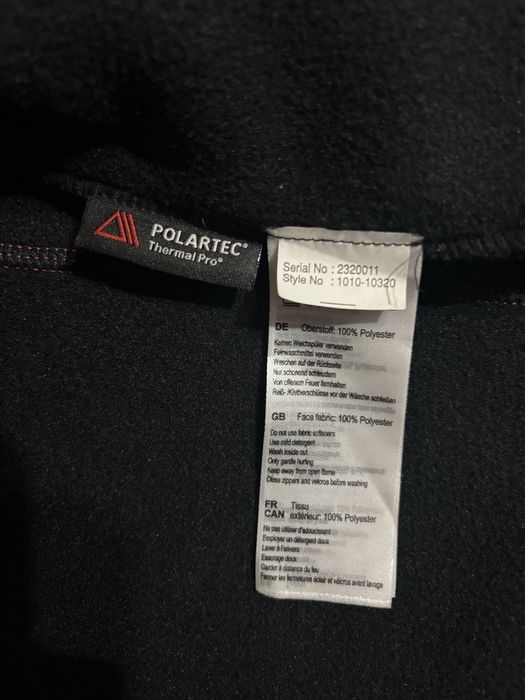 POLARTEC®
Thermal Pro®
Serial No : 2320011
Style No : 1010-10320
DE Oberstoff: 100% Polyester
Keinen Weichspüler verwenden
Feinwaschmittel verwenden
Waschen auf der Rückseite
Nur schonend schleudern
Von offenem Feuer fernhalten
Reiß- /Klettverschlüsse vor der Wäsche schließen
GB Face fabric: 100% Polyester
Do not use fabric softeners
Use mild detergent
Wash inside out
Only gentle hurling
Keep away from open flame
Close zippers and velcros before washing
FR Tissu
CAN extérieur: 100% Polyester
Ne pas utiliser d'adoucissant
Employer un détergent doux
Laver à l'envers
Essorage doux
Garder à distance du feu
Fermer les fermetures éclair et velcros avant lavage